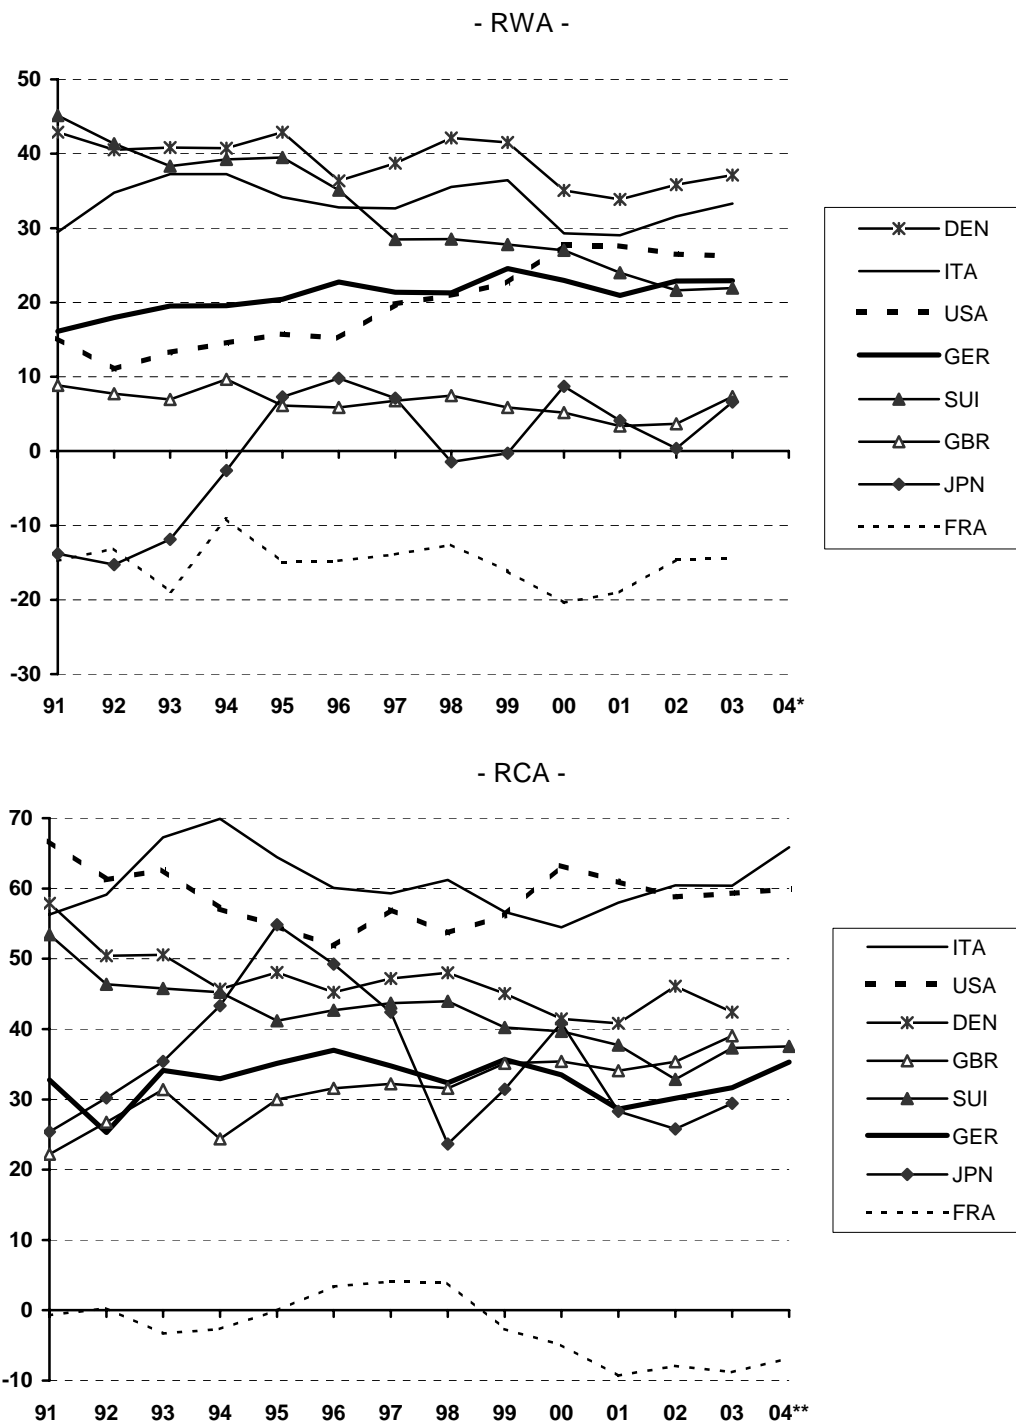 - RWA -
50
40
30
20
10
0
-10
-20
-30
91 92 93 94 95 96 97 98 99 00 01 02 03 04*
DEN
ITA
USA
GER
SUI
GBR
JPN
FRA
- RCA -
70
60
50
40
30
20
10
0
-10
91 92 93 94 95 96 97 98 99 00 01 02 03 04**
ITA
USA
DEN
GBR
SUI
GER
JPN
FRA